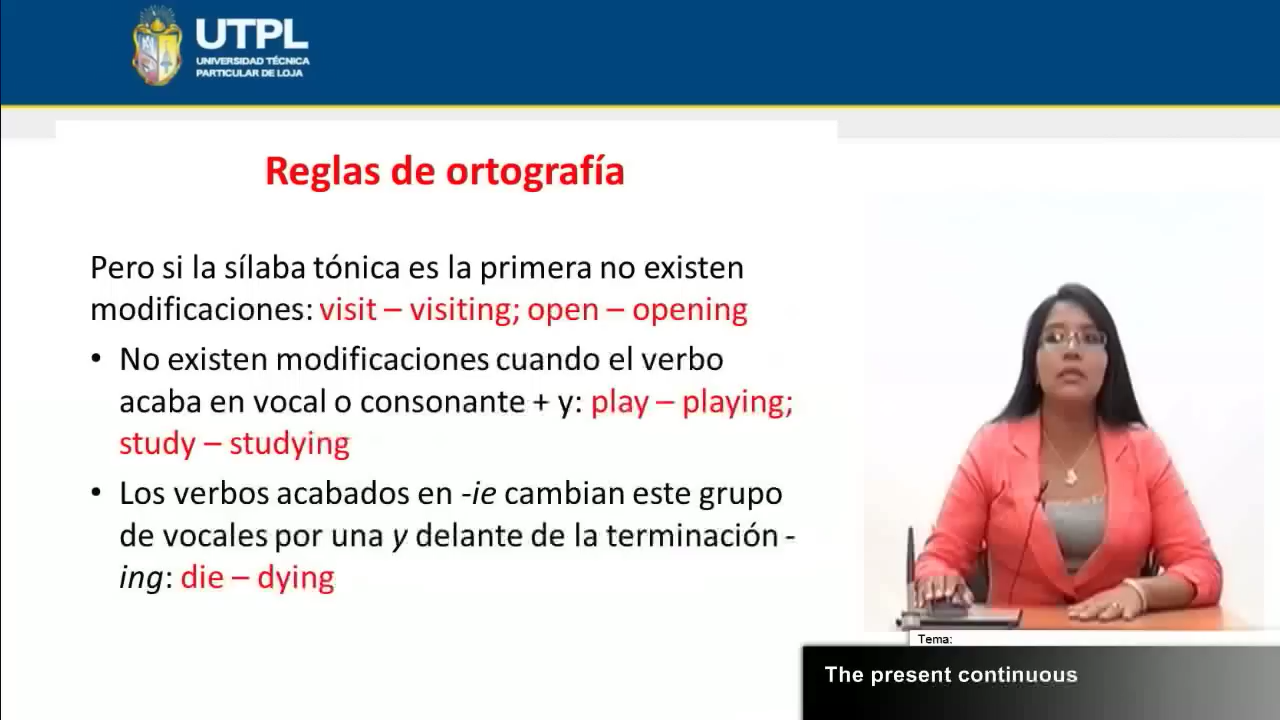 UTPL
UNIVERSIDAD TÉCNICA
PARTICULAR DE LOJA
Reglas de ortografía
Pero si la sílaba tónica es la primera no existen
modificaciones: visit – visiting; open – opening
• No existen modificaciones cuando el verbo
acaba en vocal o consonante + y: play – playing;
study – studying
• Los verbos acabados en -ie cambian este grupo
de vocales por una y delante de la terminación -
ing: die – dying
Tema:
The present continuous